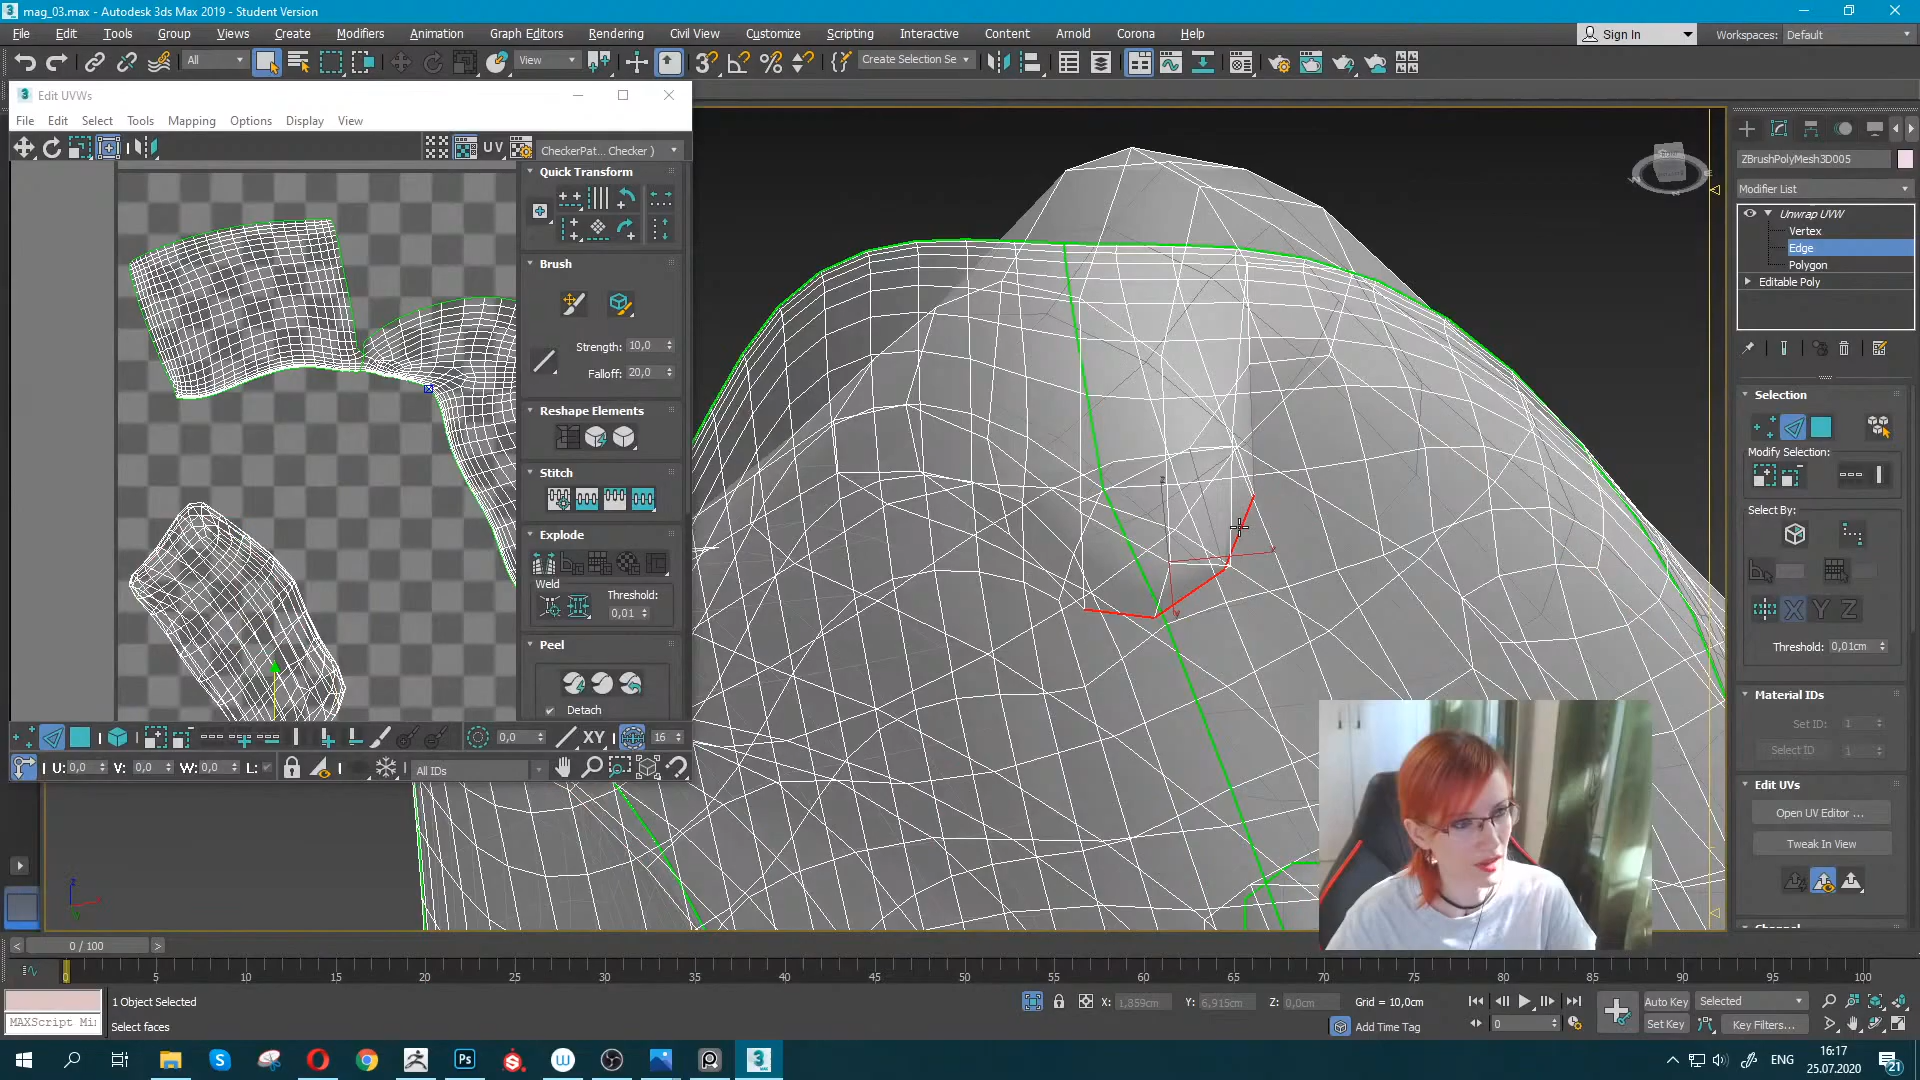 mag_03.max - Autodesk 3ds Max 2019 - Student Version
File Edit Tools Group Views Create Modifiers Animation Graph Editors Rendering Civil View Customize Scripting Interactive Content Arnold Corona Help
Sign In Workspaces: Default
All View Create Selection Se
Edit UVWs
File Edit Select Tools Mapping Options Display View
UV CheckerPat... Checker )
Quick Transform
Brush
Strength: 10,0
Falloff: 20,0
Reshape Elements
Stitch
Explode
Weld Threshold:
0,01
Peel
Detach
0,0 XY 16
U: 0,0 V: 0,0 W: 0,0 L: All IDs
ZBrushPolyMesh3D005
Modifier List
Unwrap UVW
Vertex
Edge
Polygon
Editable Poly
Selection
Modify Selection:
Select By:
X Y Z
Threshold: 0,01cm
Material IDs
Set ID: 1
Select ID 1
Edit UVs
Open UV Editor ...
Tweak In View
0 / 100
0 5 10 15 20 25 30 35 40 45 50 55 60 65 70 75 80 85 90 95 100
1 Object Selected
Select faces
X: 1,859cm Y: 6,915cm Z: 0,0cm Grid = 10,0cm
Add Time Tag
0
Auto Key Selected
Set Key Key Filters...
ENG 16:17
25.07.2020
21